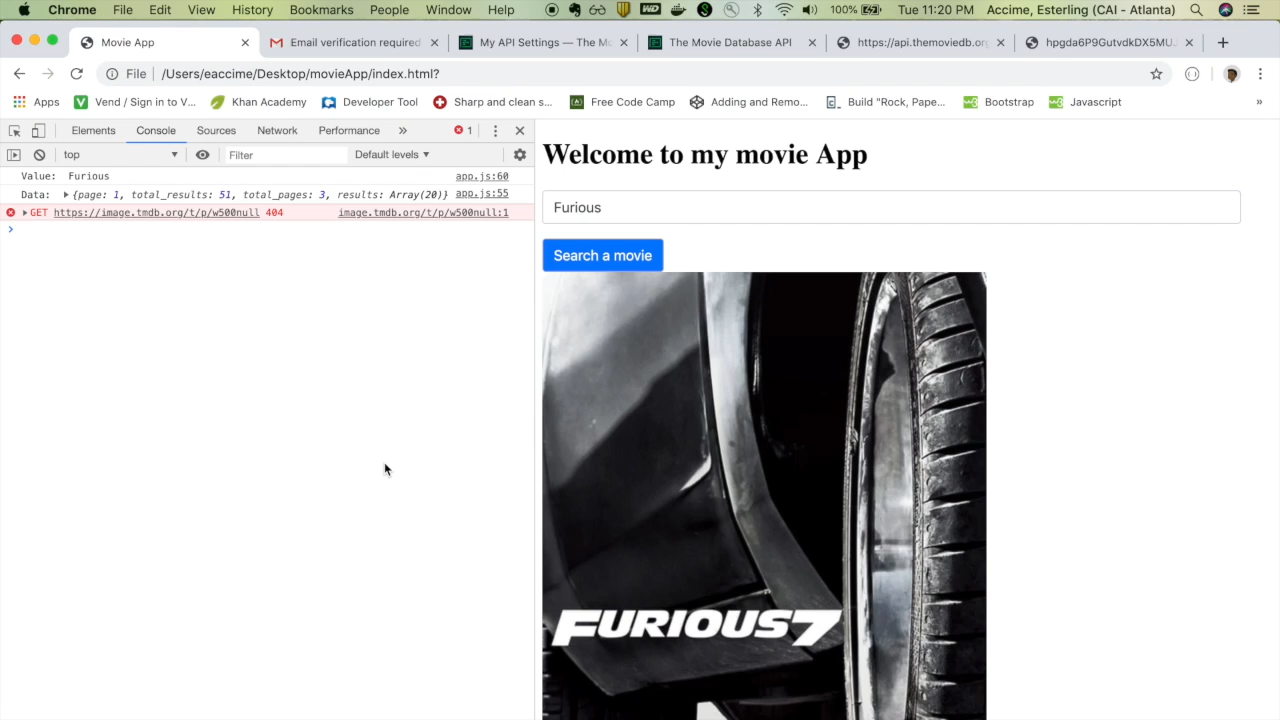 Chrome File Edit View History Bookmarks People Window Help WD S 100% Tue 11:20 PM Accime, Esterling (CAI - Atlanta)
Movie App × Email verification required × My API Settings — The Mo × The Movie Database API × https://api.themoviedb.org × hpgda6P9GutvdkDX5MUJ × +
File /Users/eaccime/Desktop/movieApp/index.html?
Apps Vend / Sign in to V... Khan Academy Developer Tool Sharp and clean s... Free Code Camp Adding and Remo... Build "Rock, Pape... Bootstrap Javascript »
Elements Console Sources Network Performance » 1
top Filter Default levels
Value: Furious app.js:60
Data: {page: 1, total_results: 51, total_pages: 3, results: Array(20)} app.js:55
GET https://image.tmdb.org/t/p/w500null 404 image.tmdb.org/t/p/w500null:1
Welcome to my movie App
Furious
Search a movie
FURIOUS7